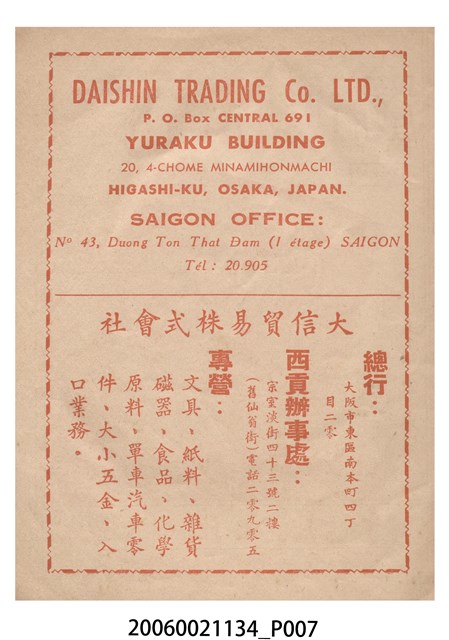 DAISHIN TRADING Co. LTD.,
P. O. Box CENTRAL 691
YURAKU BUILDING
20, 4-CHOME MINAMIHONMACHI
HIGASHI-KU, OSAKA, JAPAN.
SAIGON OFFICE:
Nº 43, Duong Ton That Dam (1 étage) SAIGON
Tél : 20.905
大信貿易株式會社
總行：
大阪市東區南本町四丁
目二零
西貢辦事處：
宗室淡街四十三號二樓
(舊仙翁街)電話二零九零五
專營：
文具、紙料、雜貨
磁器、食品、化學
原料、單車汽車零
件、大小五金、入
口業務。
20060021134_P007